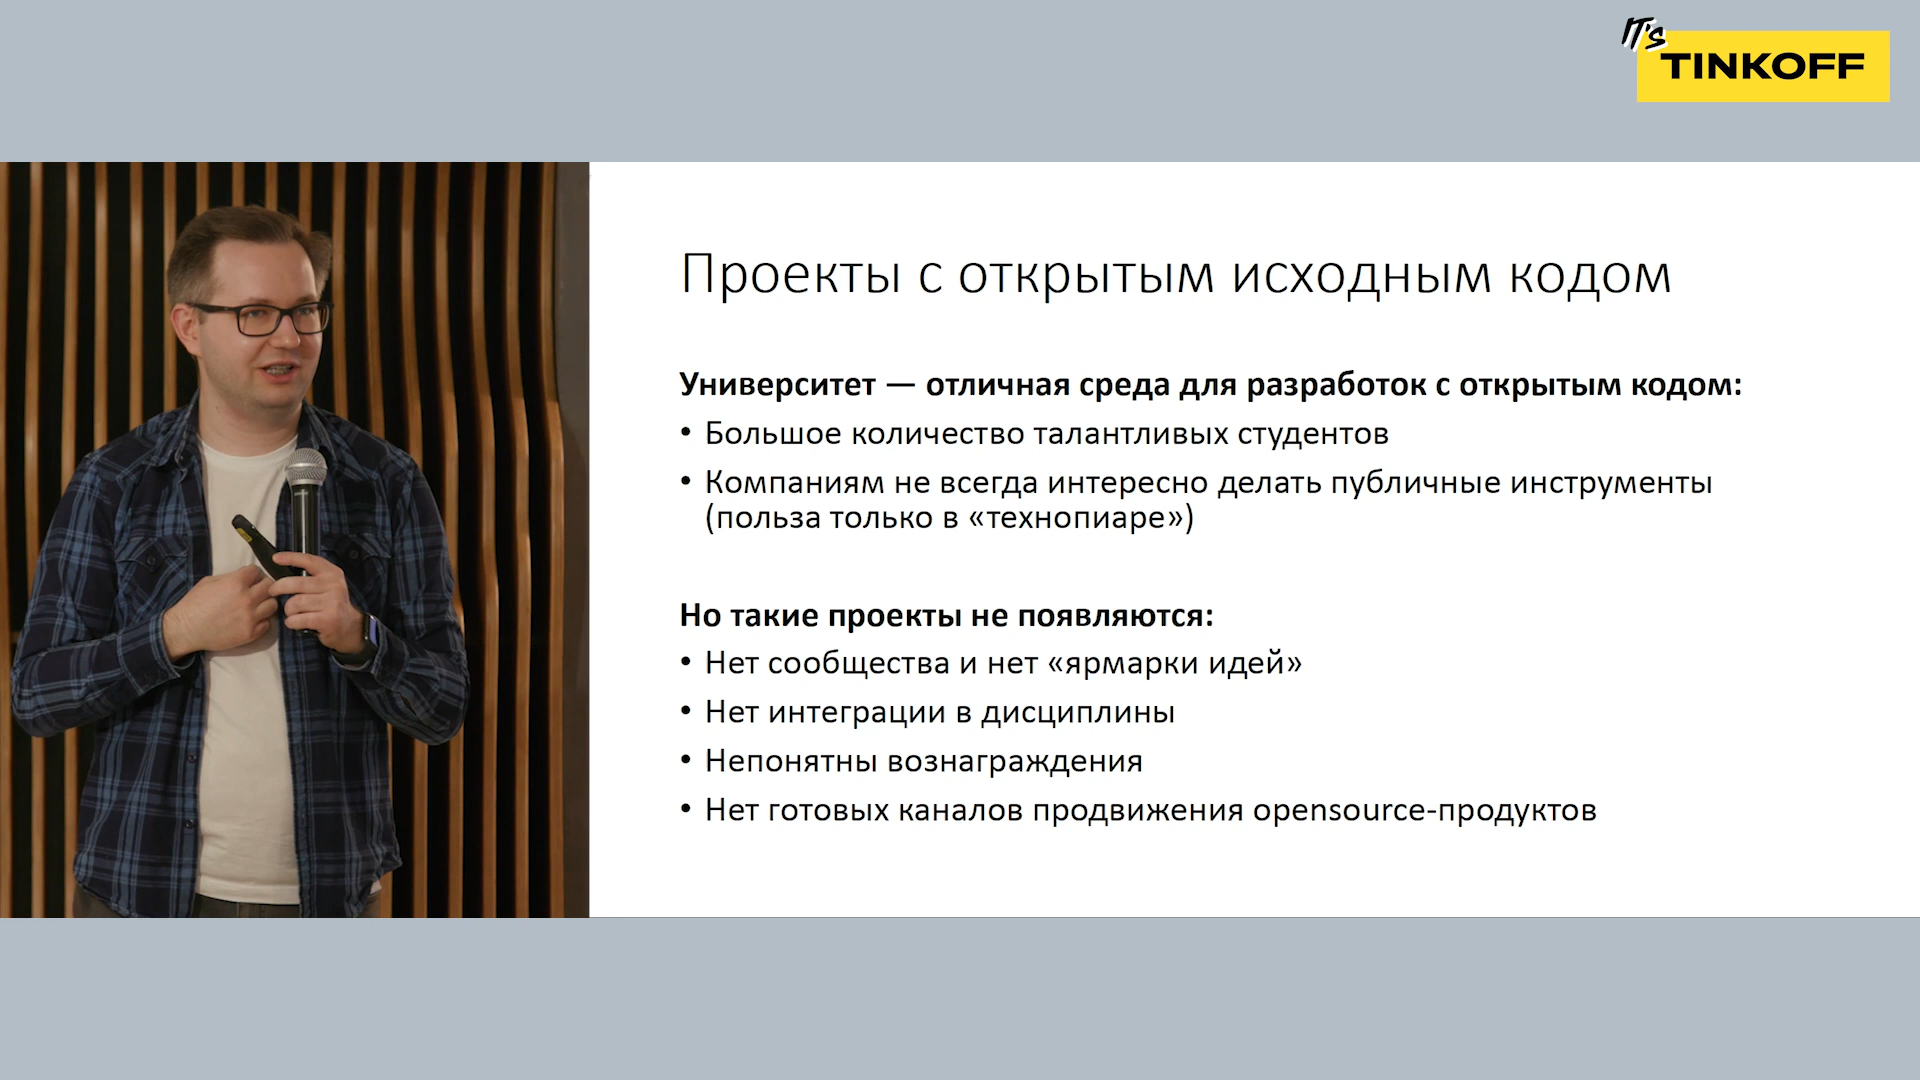 IT's
TINKOFF
Проекты с открытым исходным кодом
Университет — отличная среда для разработок с открытым кодом:
• Большое количество талантливых студентов
• Компаниям не всегда интересно делать публичные инструменты
(польза только в «технопиаре»)
Но такие проекты не появляются:
• Нет сообщества и нет «ярмарки идей»
• Нет интеграции в дисциплины
• Непонятны вознаграждения
• Нет готовых каналов продвижения opensource-продуктов